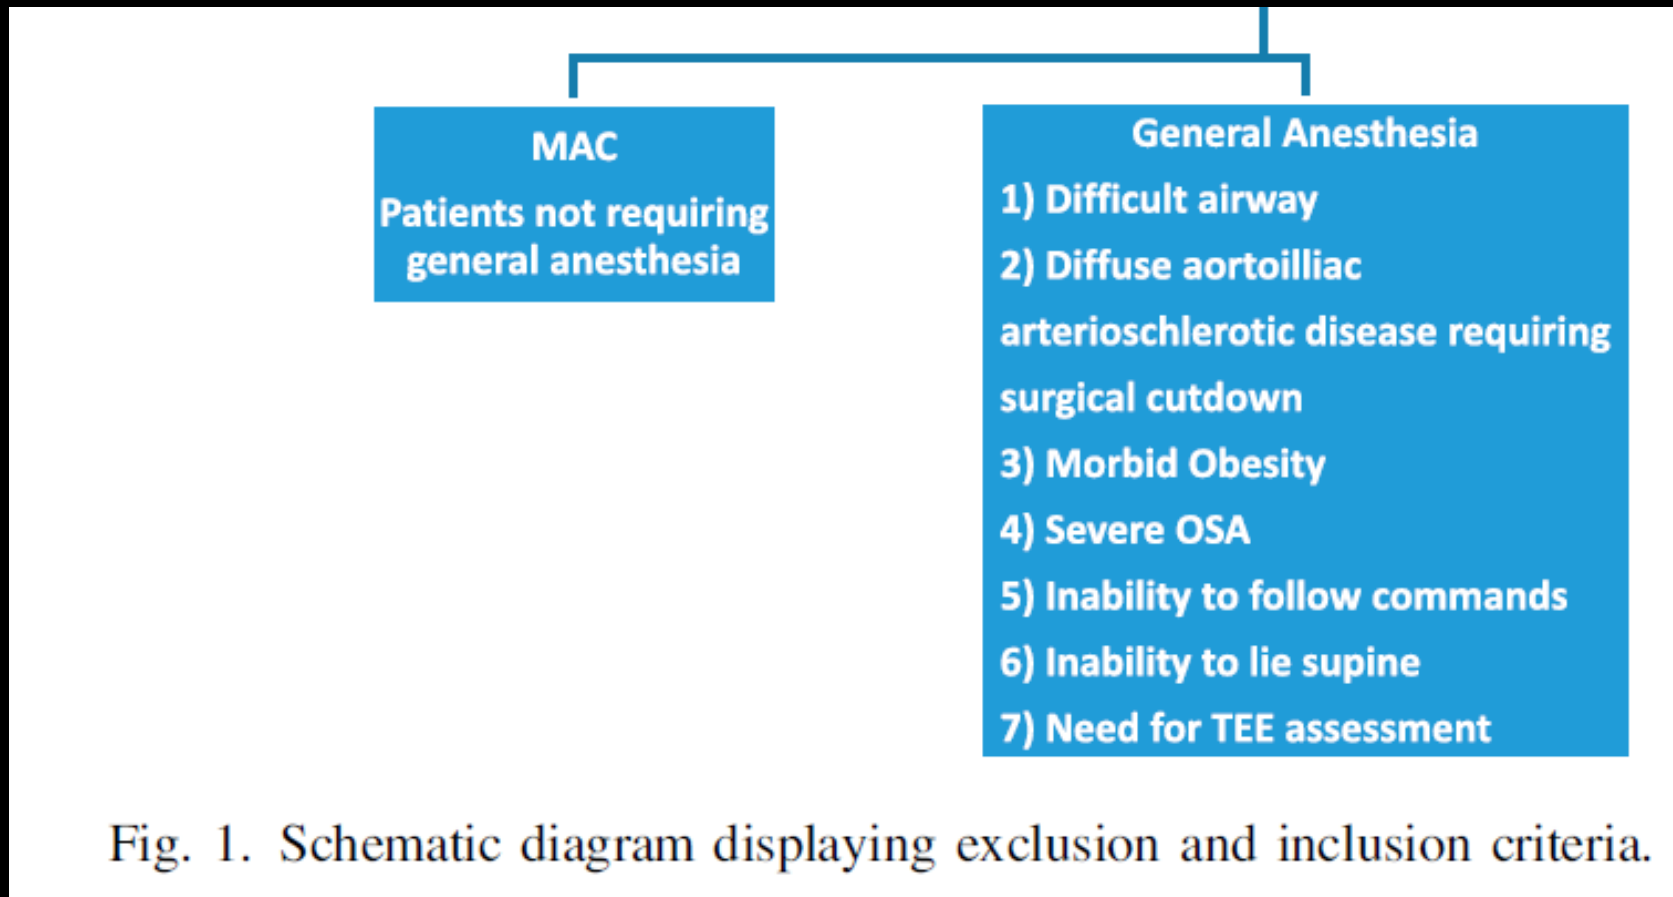 MAC
Patients not requiring
general anesthesia
General Anesthesia
1) Difficult airway
2) Diffuse aortoilliac
arterioschlerotic disease requiring
surgical cutdown
3) Morbid Obesity
4) Severe OSA
5) Inability to follow commands
6) Inability to lie supine
7) Need for TEE assessment
Fig. 1. Schematic diagram displaying exclusion and inclusion criteria.